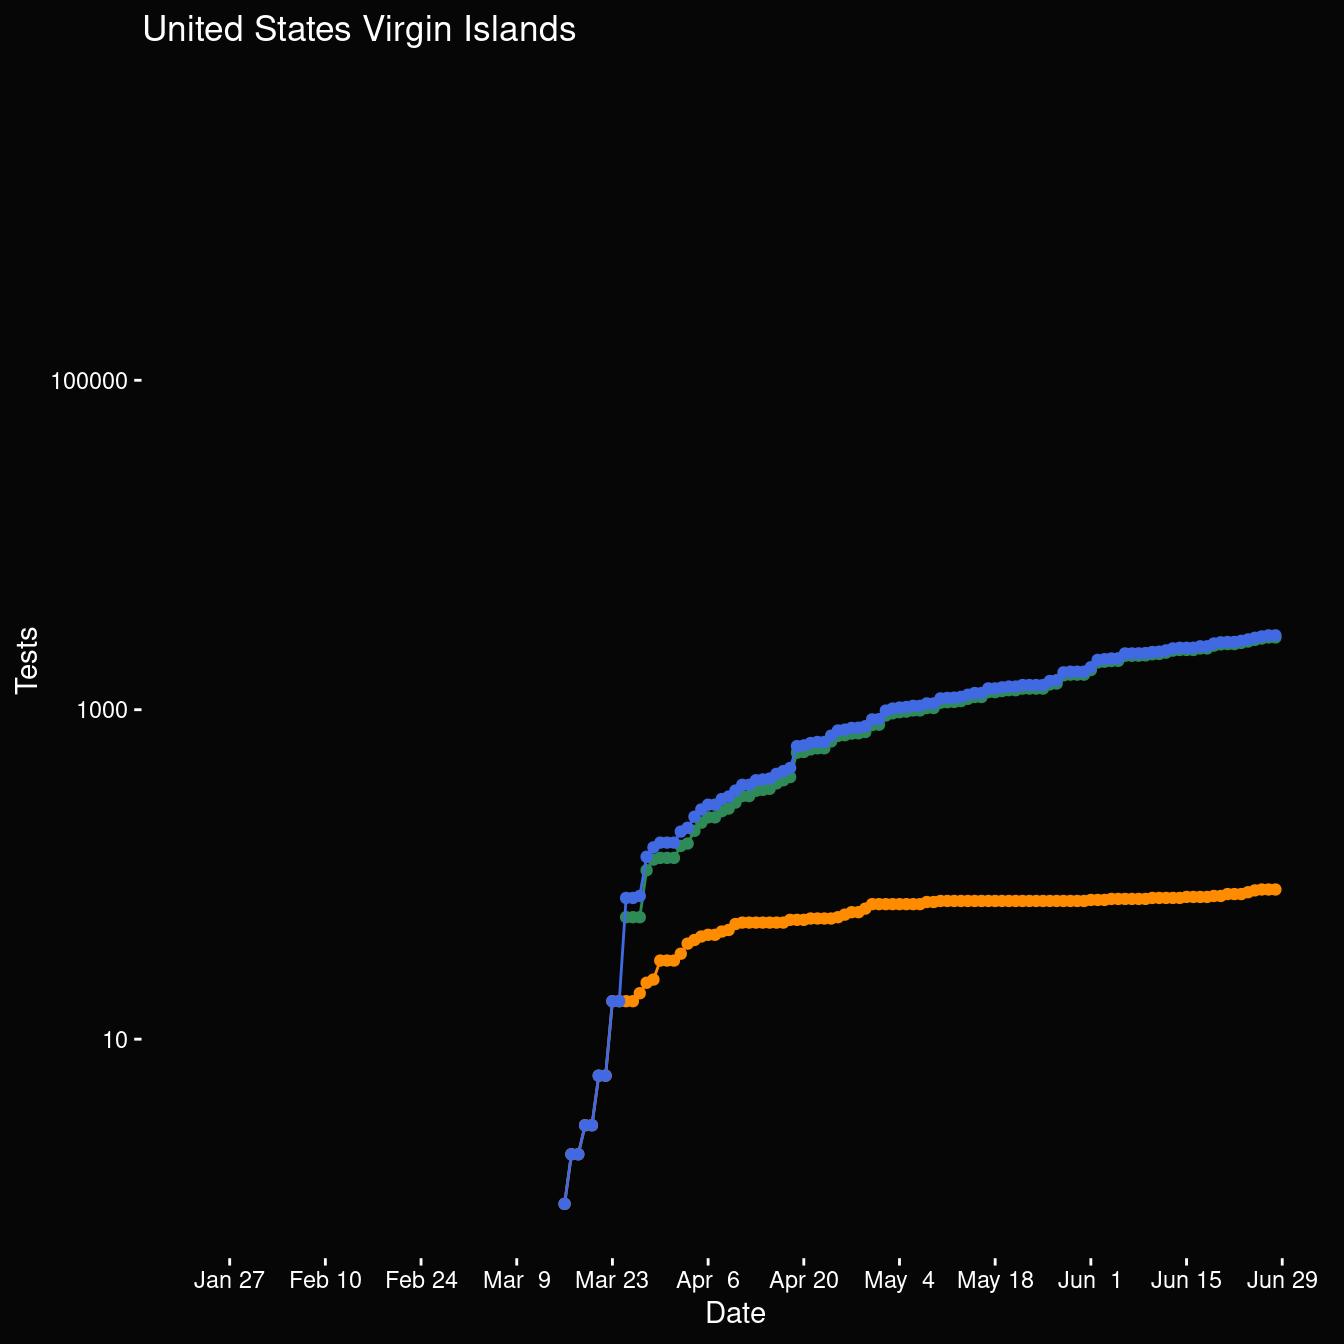 United States Virgin Islands
Tests
100000
1000
10
Jan 27 Feb 10 Feb 24 Mar 9 Mar 23 Apr 6 Apr 20 May 4 May 18 Jun 1 Jun 15 Jun 29
Date